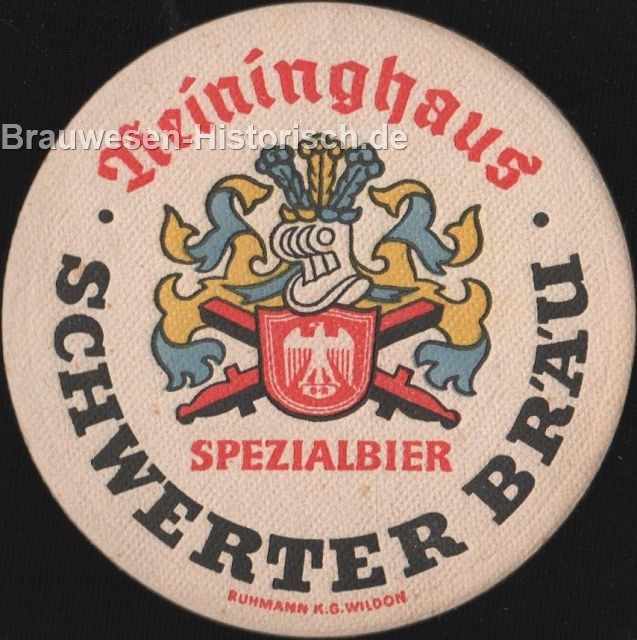 Reininghaus
Brauwesen-Historisch.de
SPEZIALBIER
· SCHWERTER BRÄU ·
RUHMANN K.G. WILDON